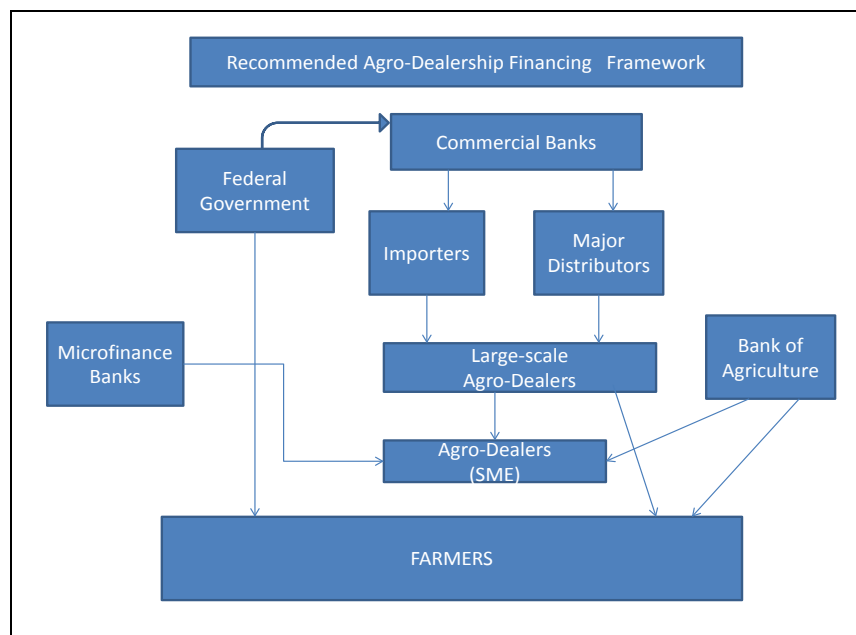 Recommended Agro-Dealership Financing Framework
Commercial Banks
Federal
Government
Importers
Major
Distributors
Microfinance
Banks
Large-scale
Agro-Dealers
Bank of
Agriculture
Agro-Dealers
(SME)
FARMERS